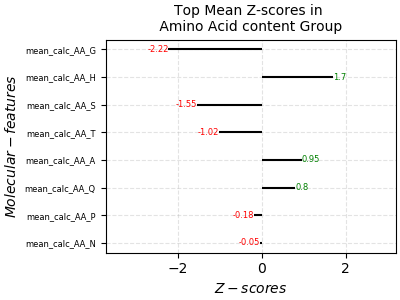 Top Mean Z-scores in
Amino Acid content Group
Molecular − features
mean_calc_AA_G -2.22
mean_calc_AA_H 1.7
mean_calc_AA_S -1.55
mean_calc_AA_T -1.02
mean_calc_AA_A 0.95
mean_calc_AA_Q 0.8
mean_calc_AA_P -0.18
mean_calc_AA_N -0.05
−2 0 2
Z − scores